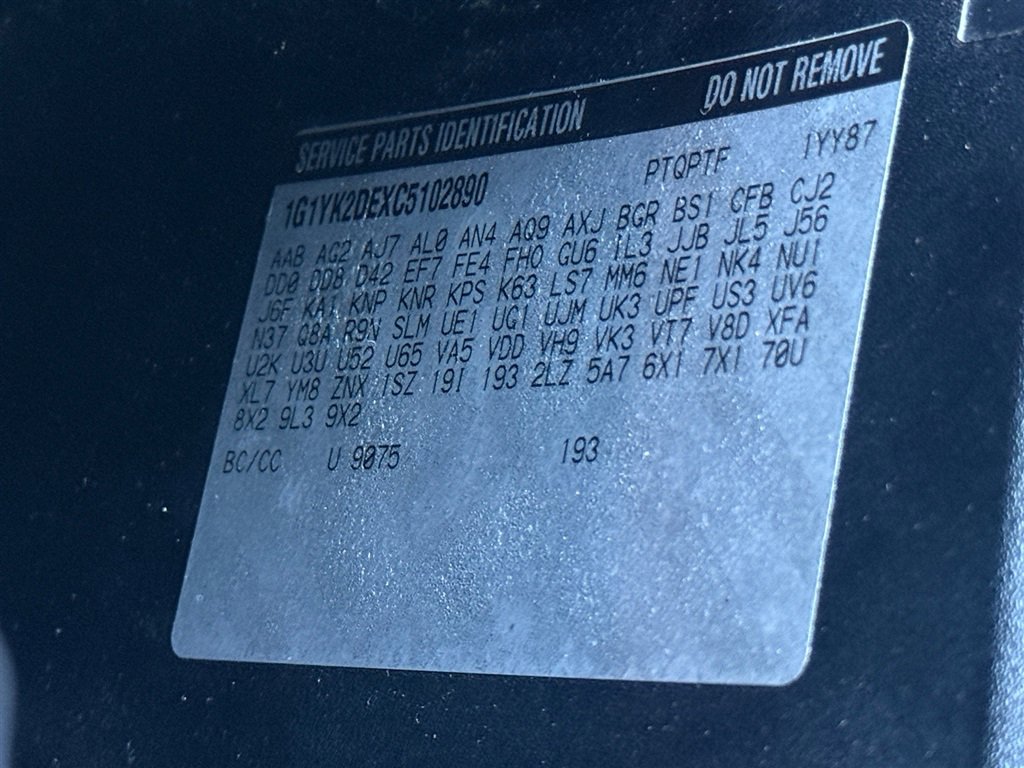 SERVICE PARTS IDENTIFICATION DO NOT REMOVE
1G1YK2DEXC5102890 PTQPTF 1YY87
AAB AG2 AJ7 AL0 AN4 AQ9 AXJ BGR BS1 CFB CJ2
DD0 DD8 D42 EF7 FE4 FHO GU6 IL3 JJB JL5 J56
J6F KA1 KNP KNR KPS K63 LS7 MM6 NE1 NK4 NU1
N37 Q8A R9N SLM UE1 UG1 UJM UK3 UPF US3 UV6
U2K U3U U52 U65 VA5 VDD VH9 VK3 VT7 V8D XFA
XL7 YM8 ZNX 1SZ 19I 193 2LZ 5A7 6X1 7X1 70U
8X2 9L3 9X2
BC/CC U 9075 193